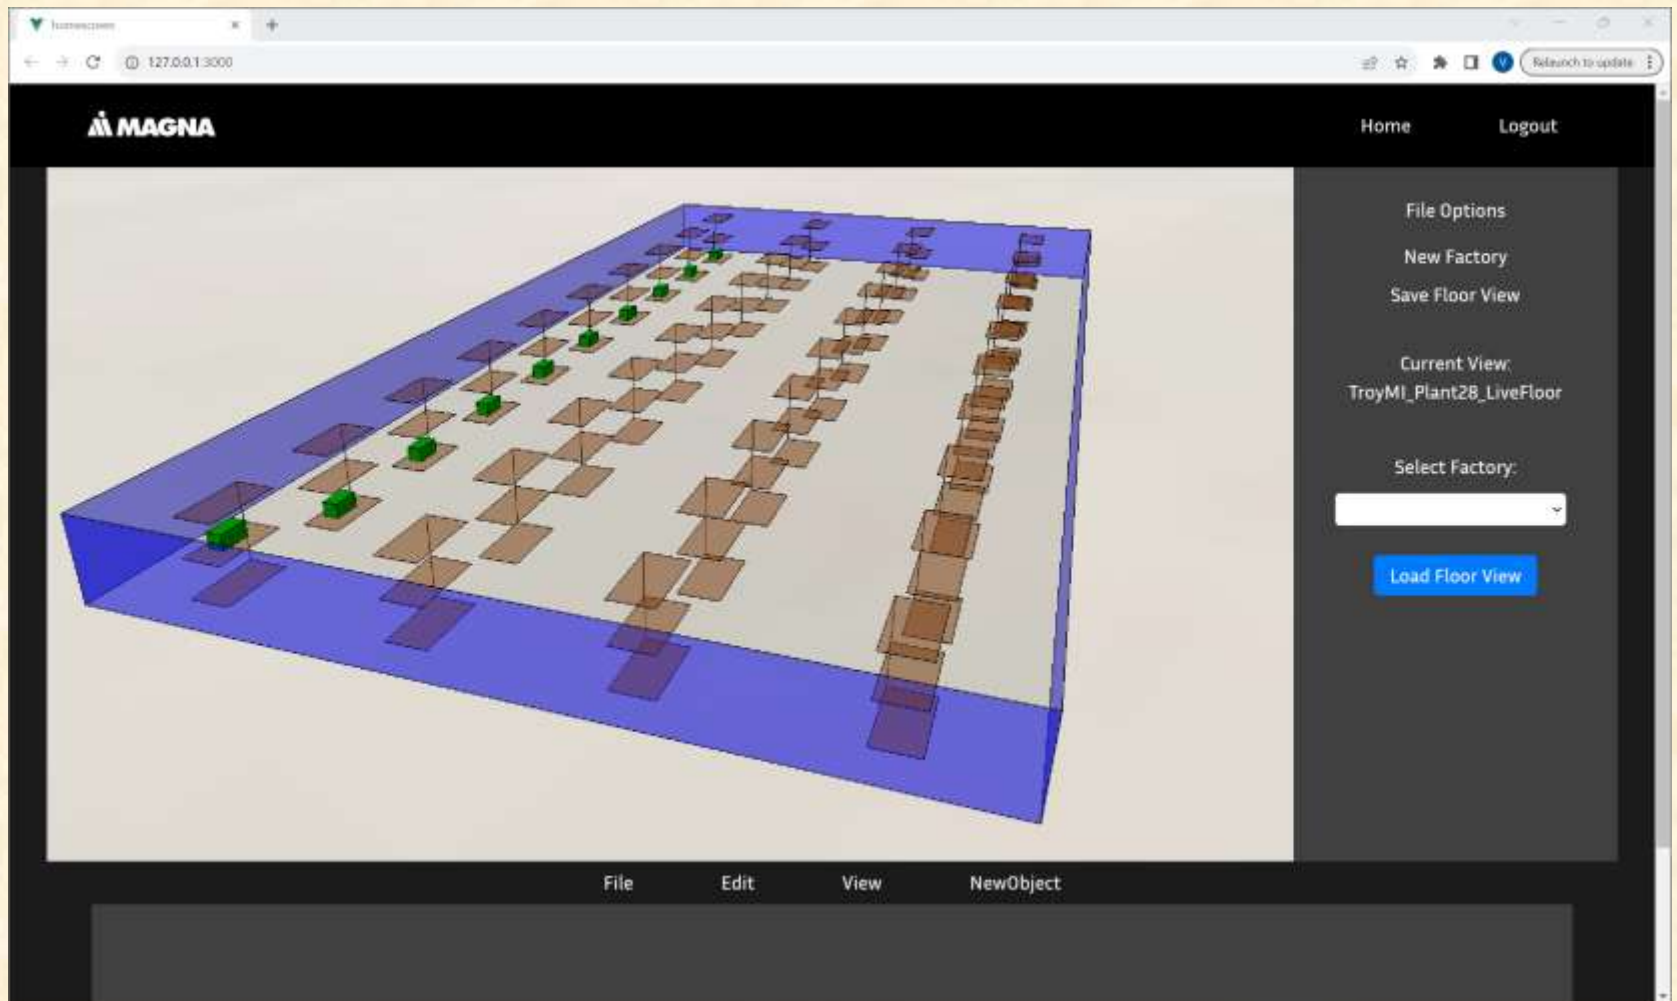 homescreen
127.0.0.1:3000
Relaunch to update
MAGNA
Home
Logout
File Options
New Factory
Save Floor View
Current View:
TroyMI_Plant28_LiveFloor
Select Factory:
Load Floor View
File
Edit
View
NewObject